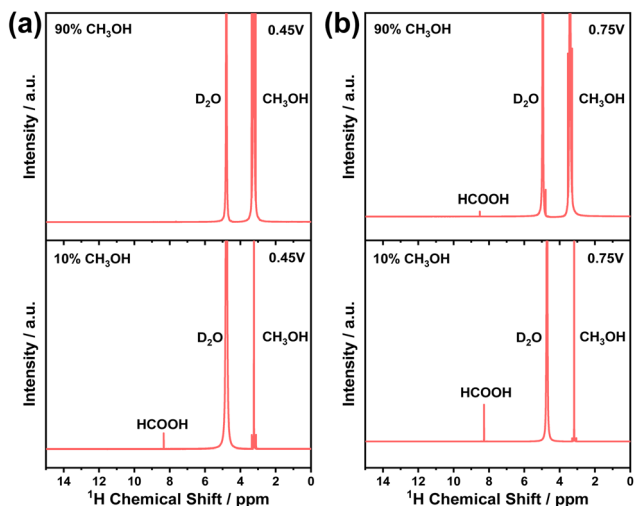 (a)
90% CH₃OH 0.45V
D₂O CH₃OH
Intensity / a.u.
10% CH₃OH 0.45V
D₂O CH₃OH
HCOOH
Intensity / a.u.
15 14 12 10 8 6 4 2 0
¹H Chemical Shift / ppm
(b)
90% CH₃OH 0.75V
D₂O CH₃OH
HCOOH
Intensity / a.u.
10% CH₃OH 0.75V
D₂O CH₃OH
HCOOH
Intensity / a.u.
14 12 10 8 6 4 2 0
¹H Chemical Shift / ppm